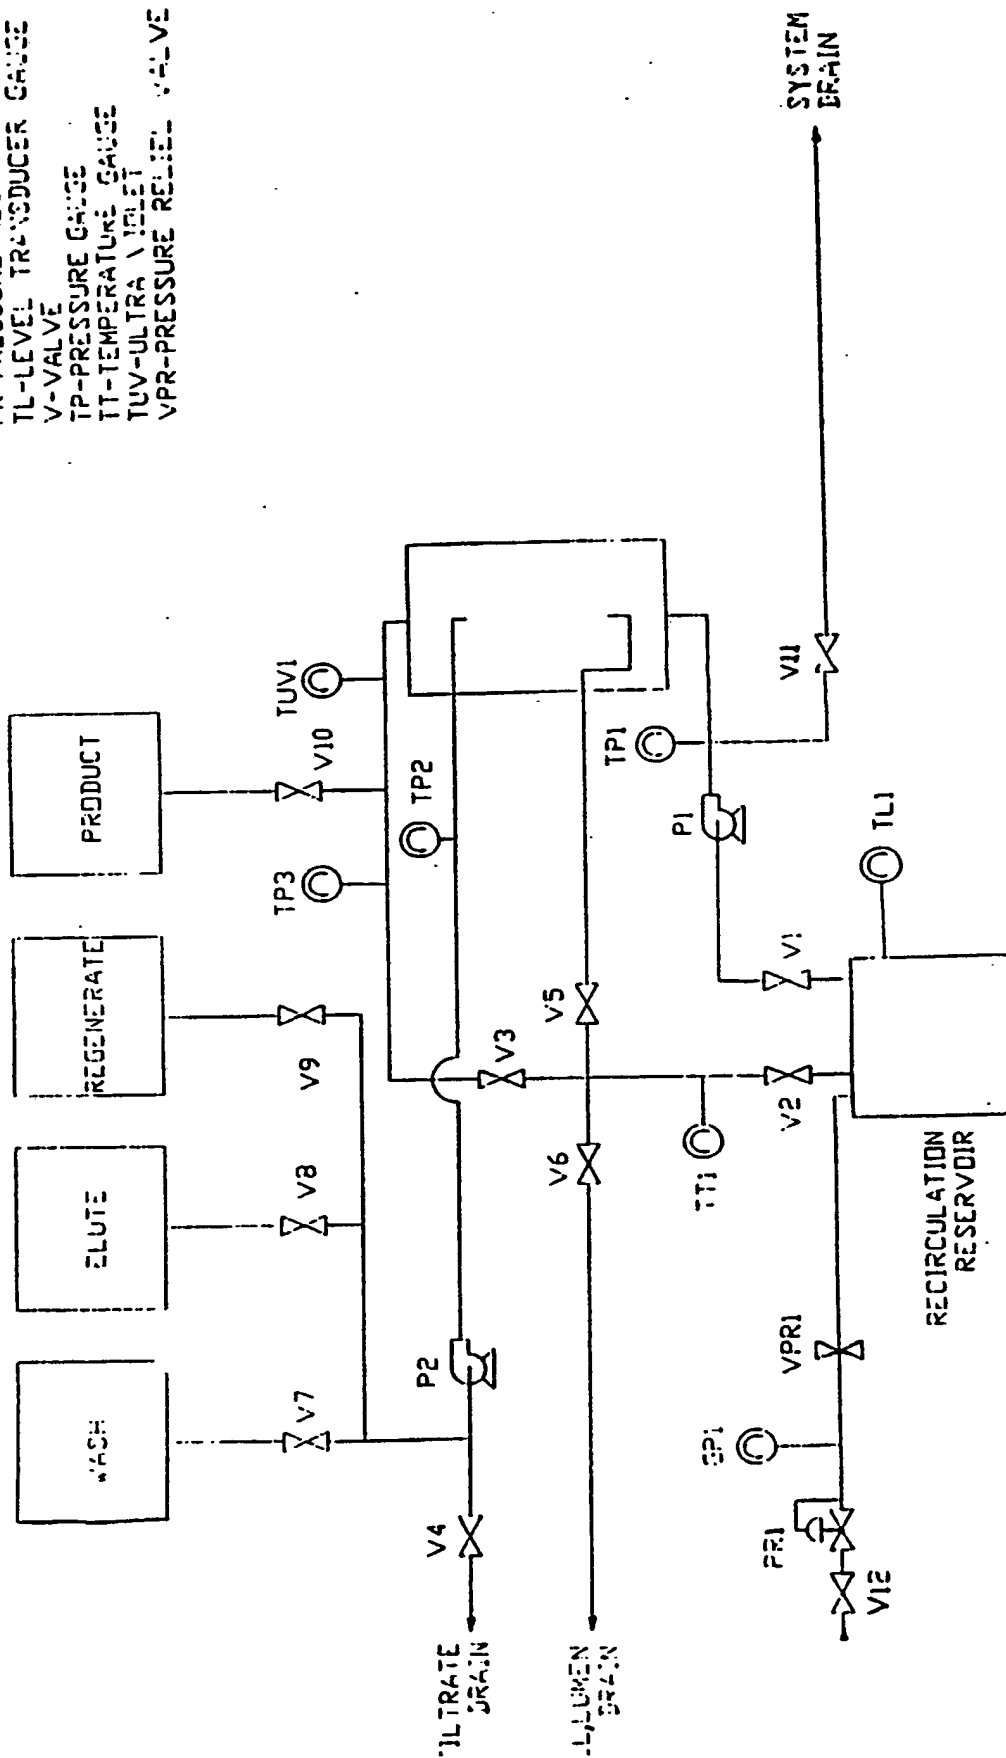 TL-LEVEL TRANSDUCER GAUGE
V-VALVE
TP-PRESSURE GAUGE
TT-TEMPERATURE GAUGE
TUV-ULTRA VIOLET
VPR-PRESSURE RELIEF VALVE
WASH
ELUTE
REGENERATE
PRODUCT
V7
V8
V9
V10
TP3
TUV1
TP2
P2
V4
FILTRATE
DRAIN
V3
V6
V5
LUMEN
DRAIN
TP1
P1
TT1
V2
V1
TL1
V11
SYSTEM
DRAIN
PR1
V12
VPR1
RECIRCULATION
RESERVOIR